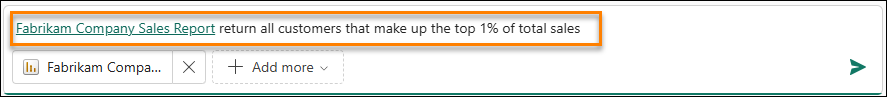 Fabrikam Company Sales Report return all customers that make up the top 1% of total sales
Fabrikam Compa...
Add more